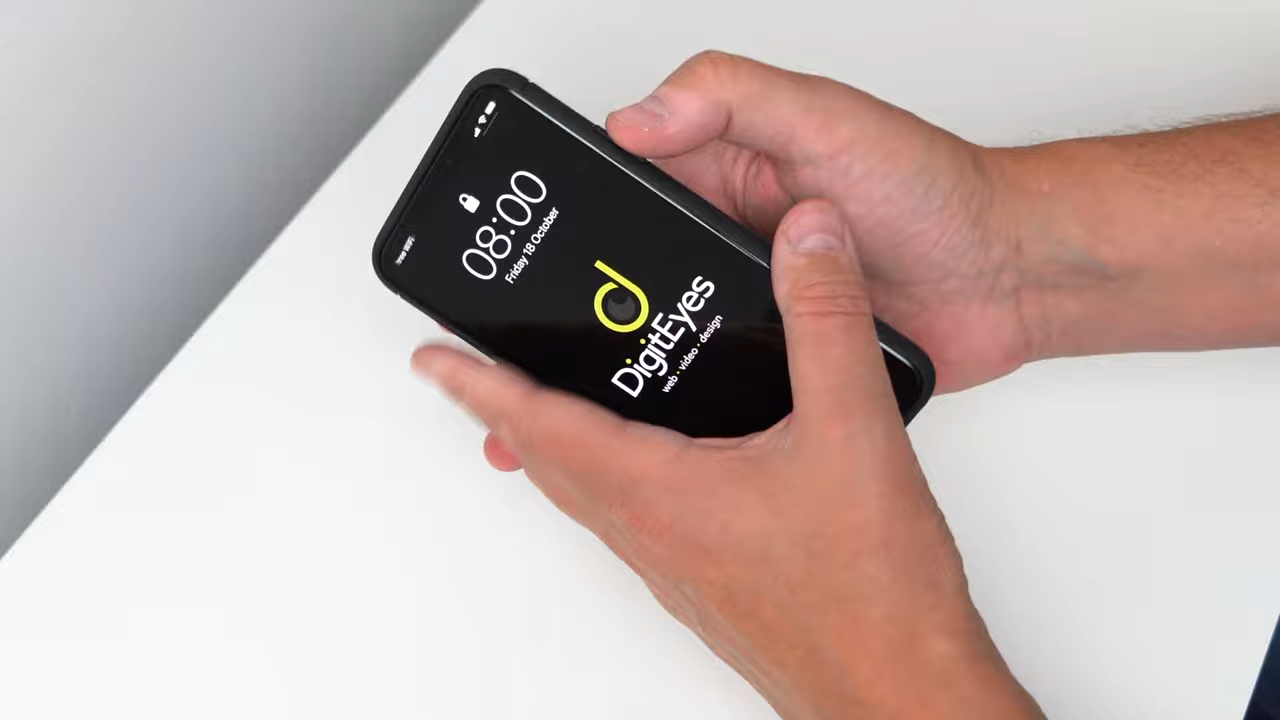 08:00
Friday 18 October
DigitEyes
web • video • design